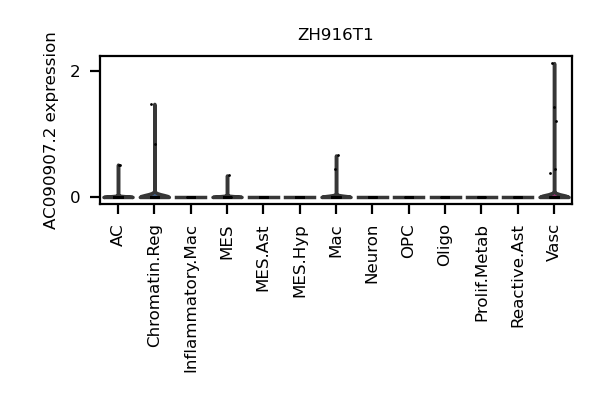 ZH916T1
AC090907.2 expression
2
0
AC
Chromatin.Reg
Inflammatory.Mac
MES
MES.Ast
MES.Hyp
Mac
Neuron
OPC
Oligo
Prolif.Metab
Reactive.Ast
Vasc